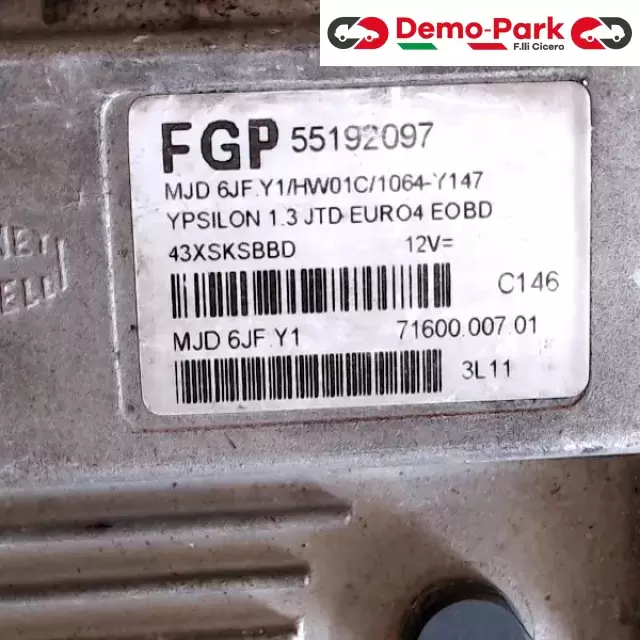 Demo-Park
F.lli Cicero
FGP 55192097
MJD 6JF.Y1/HW01C/1064-Y147
YPSILON 1.3 JTD EURO4 EOBD
43XSKSBBD 12V=
C146
MJD 6JF.Y1 71600.007.01
3L11